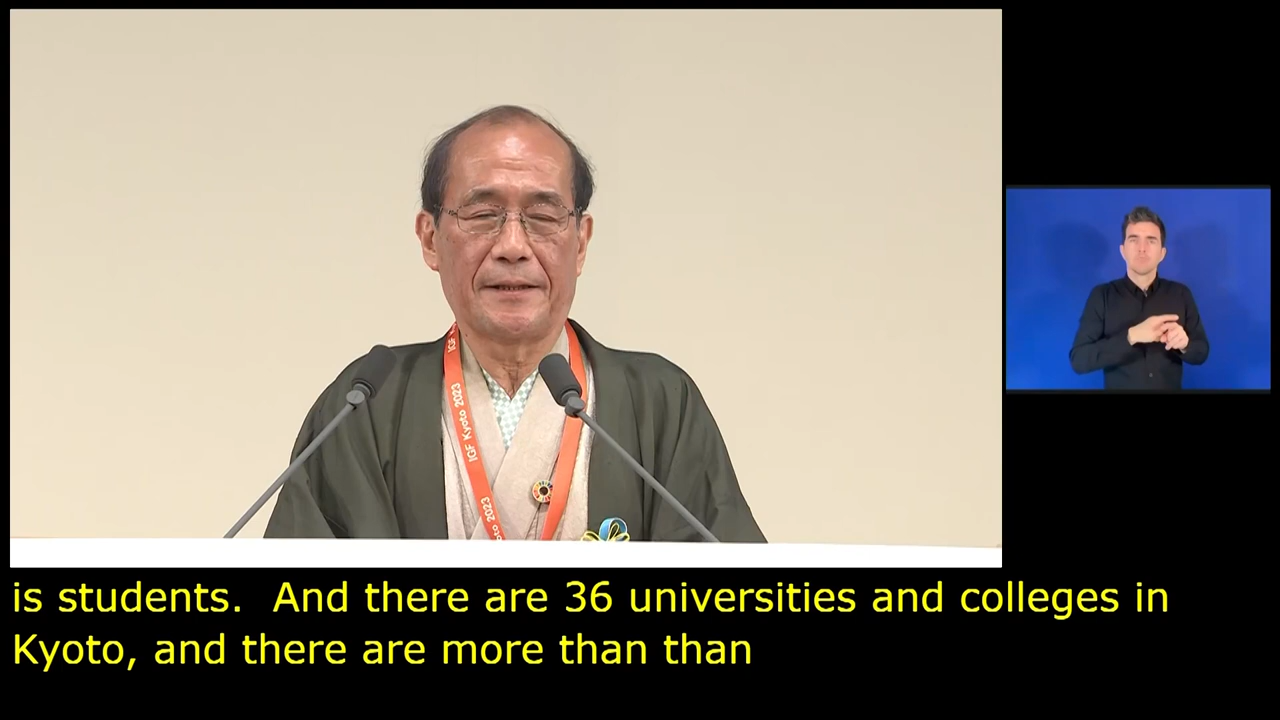 IGF
IGF Kyoto 2023
oto 2023
is students.  And there are 36 universities and colleges in
Kyoto, and there are more than than